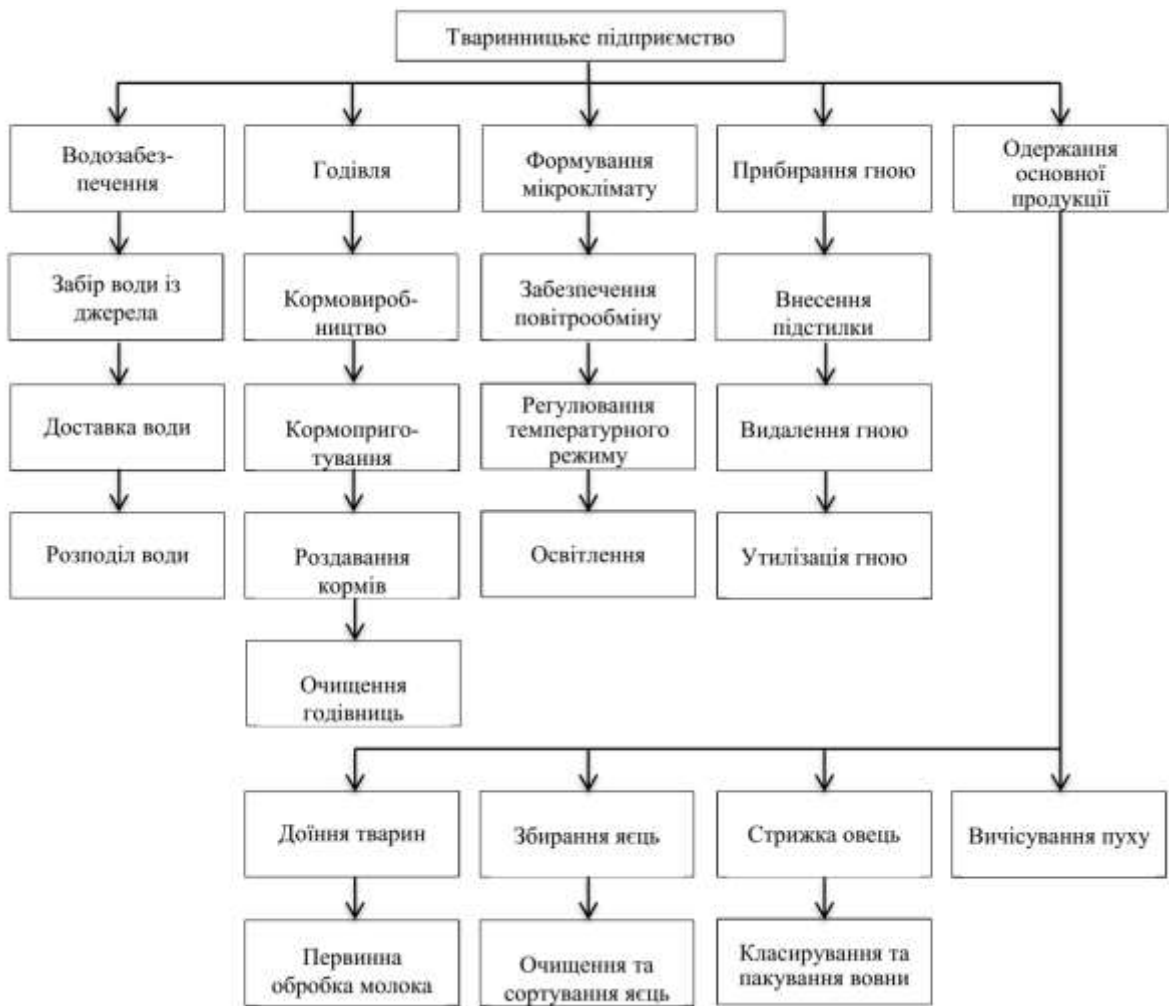 Тваринницьке підприємство
Водозабез-
печення
Годівля
Формування
мікроклімату
Прибирання гною
Одержання
основної
продукції
Забір води із
джерела
Кормовироб-
ництво
Забезпечення
повітрообміну
Внесення
підстилки
Доставка води
Кормоприго-
тування
Регулювання
температурного
режиму
Видалення гною
Розподіл води
Роздавання
кормів
Освітлення
Утилізація гною
Очищення
годівниць
Доїння тварин
Збирання яєць
Стрижка овець
Вичісування пуху
Первинна
обробка молока
Очищення та
сортування яєць
Класирування та
пакування вовни